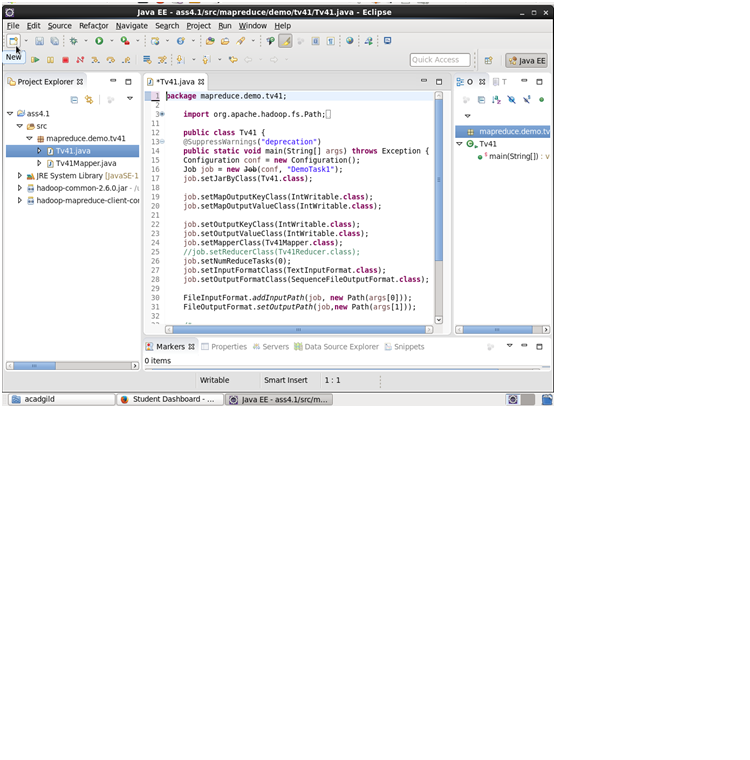 Java EE - ass4.1/src/mapreduce/demo/tv41/Tv41.java - Eclipse
File Edit Source Refactor Navigate Search Project Run Window Help
New
Quick Access
Java EE
Project Explorer
*Tv41.java
O
T
ass4.1
src
mapreduce.demo.tv41
Tv41.java
Tv41Mapper.java
JRE System Library [JavaSE-1
hadoop-common-2.6.0.jar - /u
hadoop-mapreduce-client-cor
1 package mapreduce.demo.tv41;
2
3 import org.apache.hadoop.fs.Path;
11
12 public class Tv41 {
13 @SuppressWarnings("deprecation")
14 public static void main(String[] args) throws Exception {
15 Configuration conf = new Configuration();
16 Job job = new Job(conf, "DemoTask1");
17 job.setJarByClass(Tv41.class);
18
19 job.setMapOutputKeyClass(IntWritable.class);
20 job.setMapOutputValueClass(IntWritable.class);
21
22 job.setOutputKeyClass(IntWritable.class);
23 job.setOutputValueClass(IntWritable.class);
24 job.setMapperClass(Tv41Mapper.class);
25 //job.setReducerClass(Tv41Reducer.class);
26 job.setNumReduceTasks(0);
27 job.setInputFormatClass(TextInputFormat.class);
28 job.setOutputFormatClass(SequenceFileOutputFormat.class);
29
30 FileInputFormat.addInputPath(job, new Path(args[0]));
31 FileOutputFormat.setOutputPath(job,new Path(args[1]));
32
mapreduce.demo.tv
Tv41
main(String[]) : v
Markers Properties Servers Data Source Explorer Snippets
0 items
Writable Smart Insert 1 : 1
acadgild Student Dashboard - ... Java EE - ass4.1/src/m...